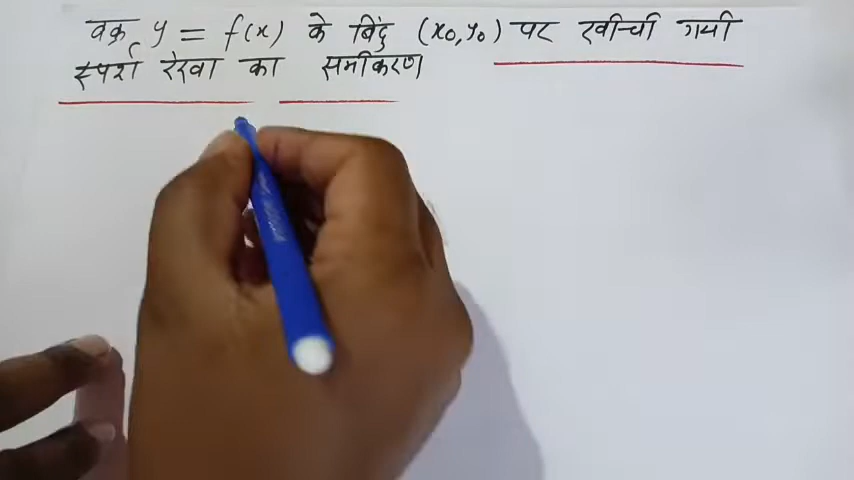 वक्र y = f(x) के बिंदु (x₀, y₀) पर खींची गयी
स्पर्श रेखा का समीकरण